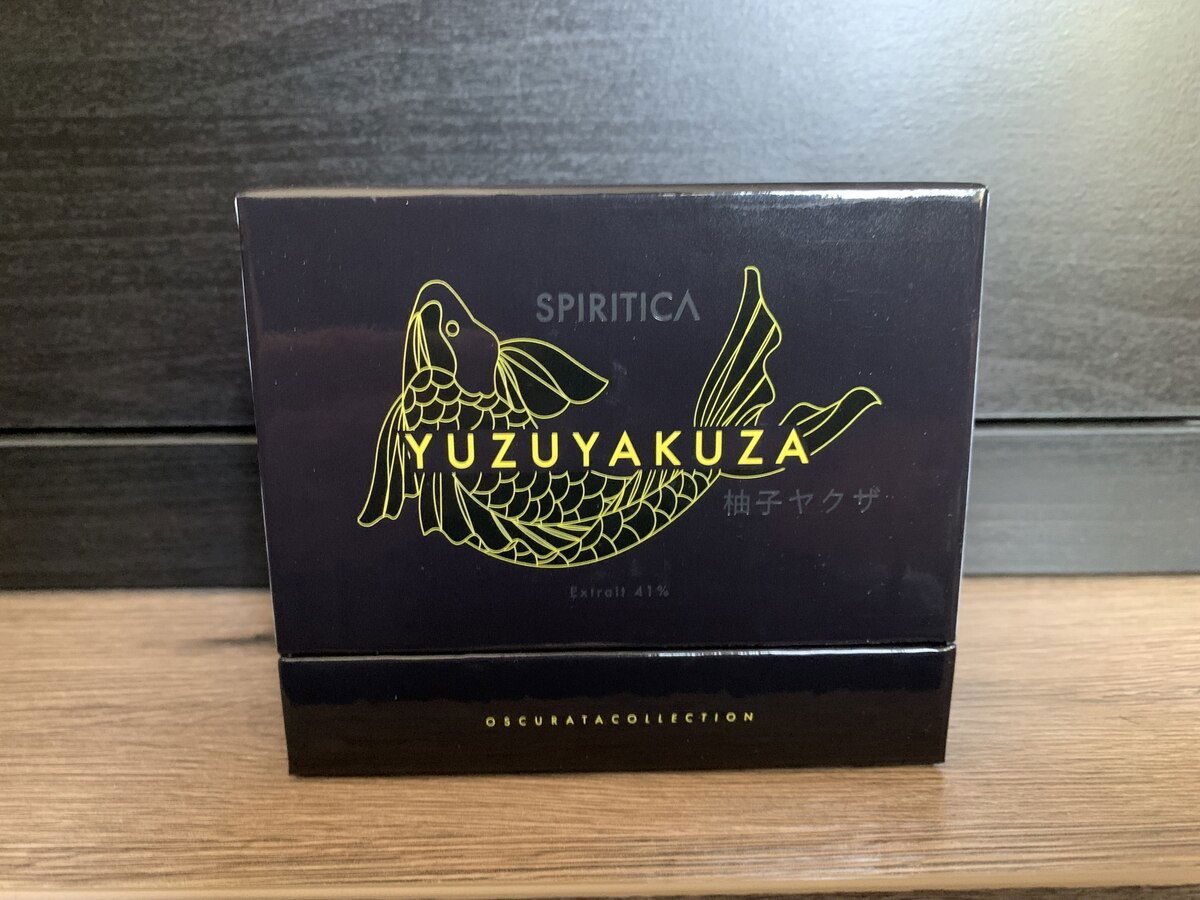 SPIRITICA
YUZUYAKUZA
柚子ヤクザ
Extrait 41%
OSCURATACOLLECTION